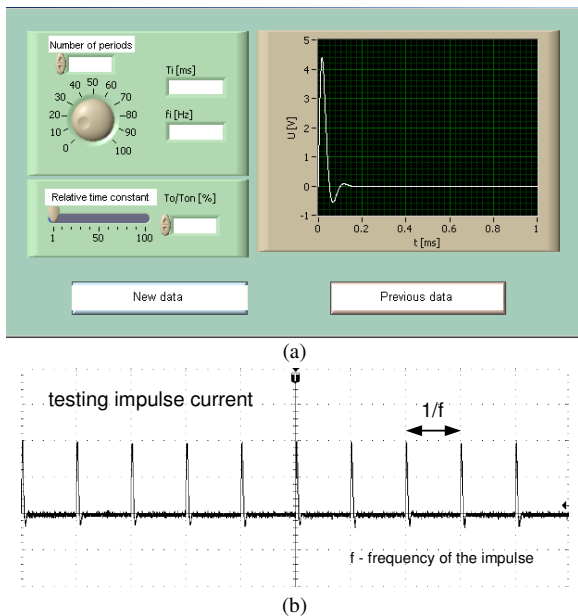 Number of periods
40 50 60
30 70
20 80
10 90
0 100
Ti [ms]
fi [Hz]
Relative time constant
1 50 100
To/Ton [%]
U [V]
5
4
3
2
1
0
-1
0 0.2 0.4 0.6 0.8 1
t [ms]
New data
Previous data
(a)
T
testing impulse current
1/f
f - frequency of the impulse
(b)